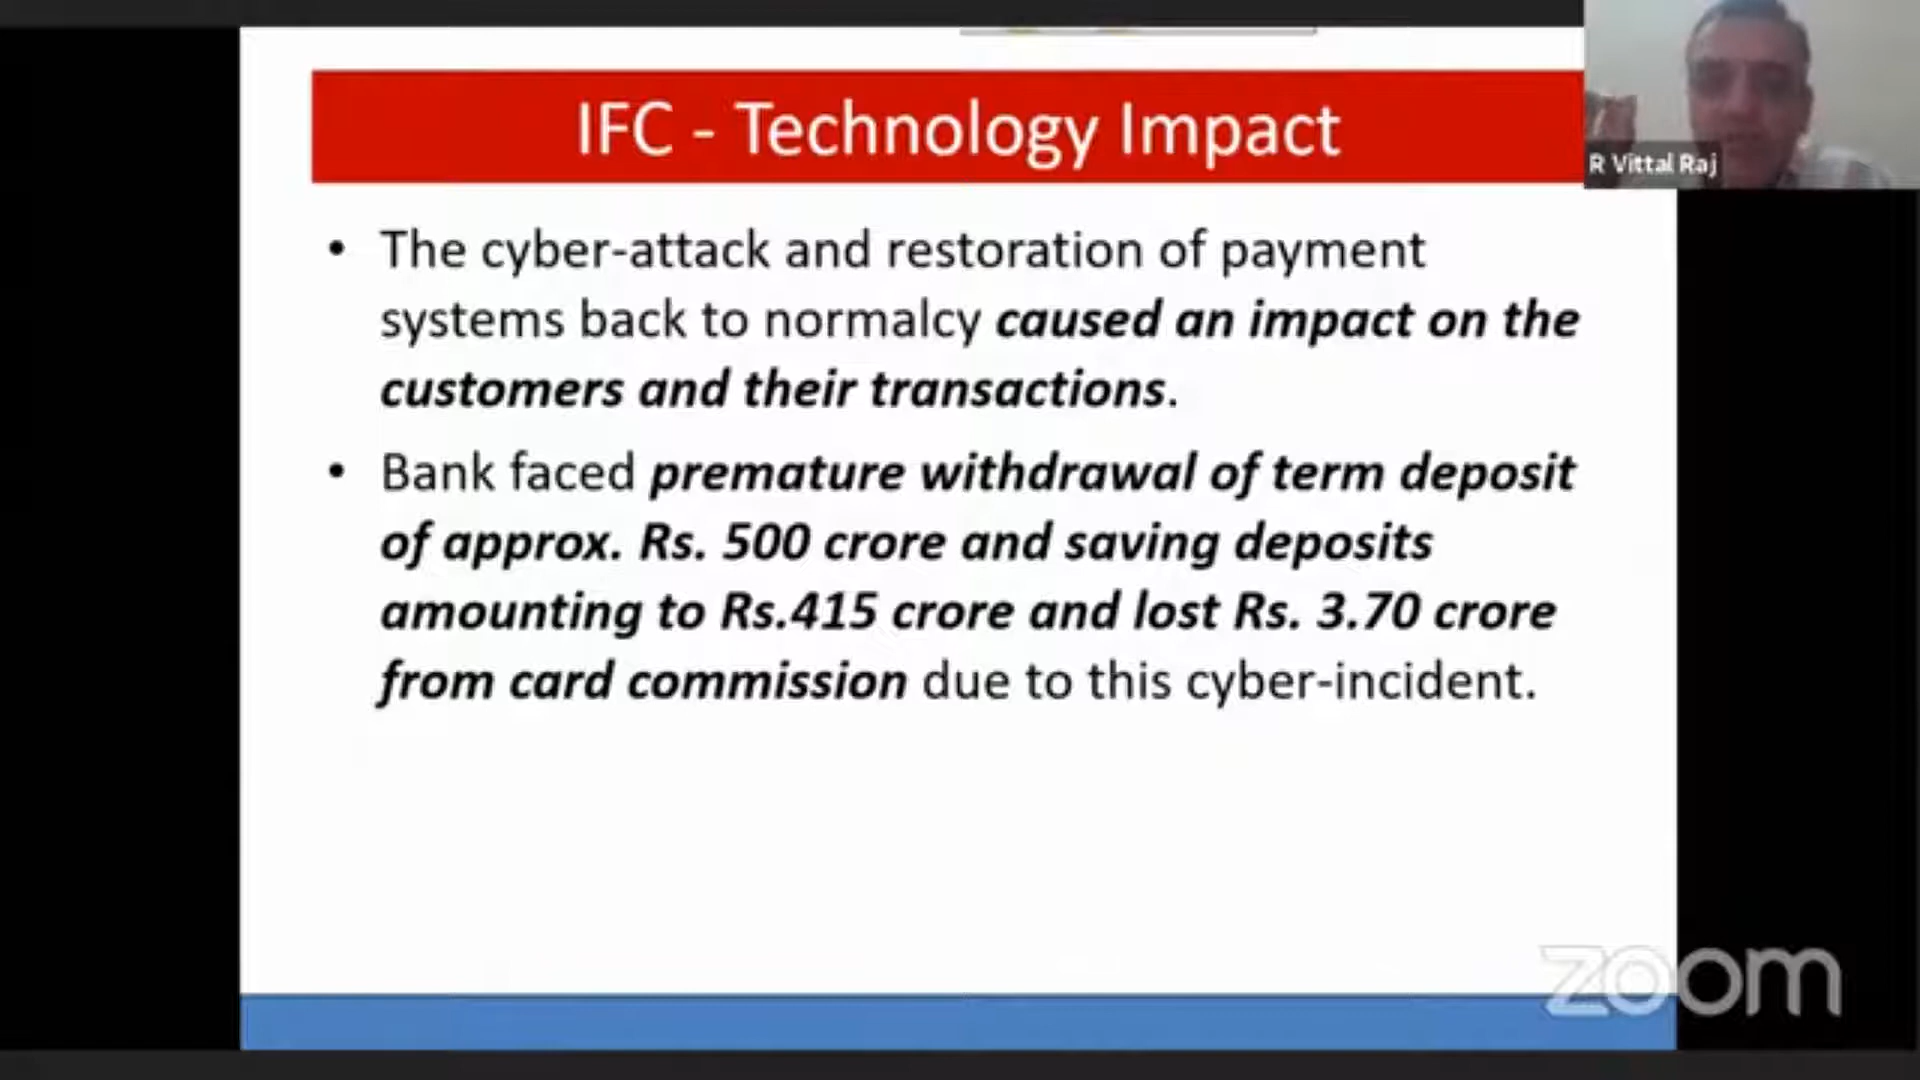 IFC - Technology Impact
R Vittal Raj
• The cyber-attack and restoration of payment
systems back to normalcy caused an impact on the
customers and their transactions.
• Bank faced premature withdrawal of term deposit
of approx. Rs. 500 crore and saving deposits
amounting to Rs.415 crore and lost Rs. 3.70 crore
from card commission due to this cyber-incident.
zoom